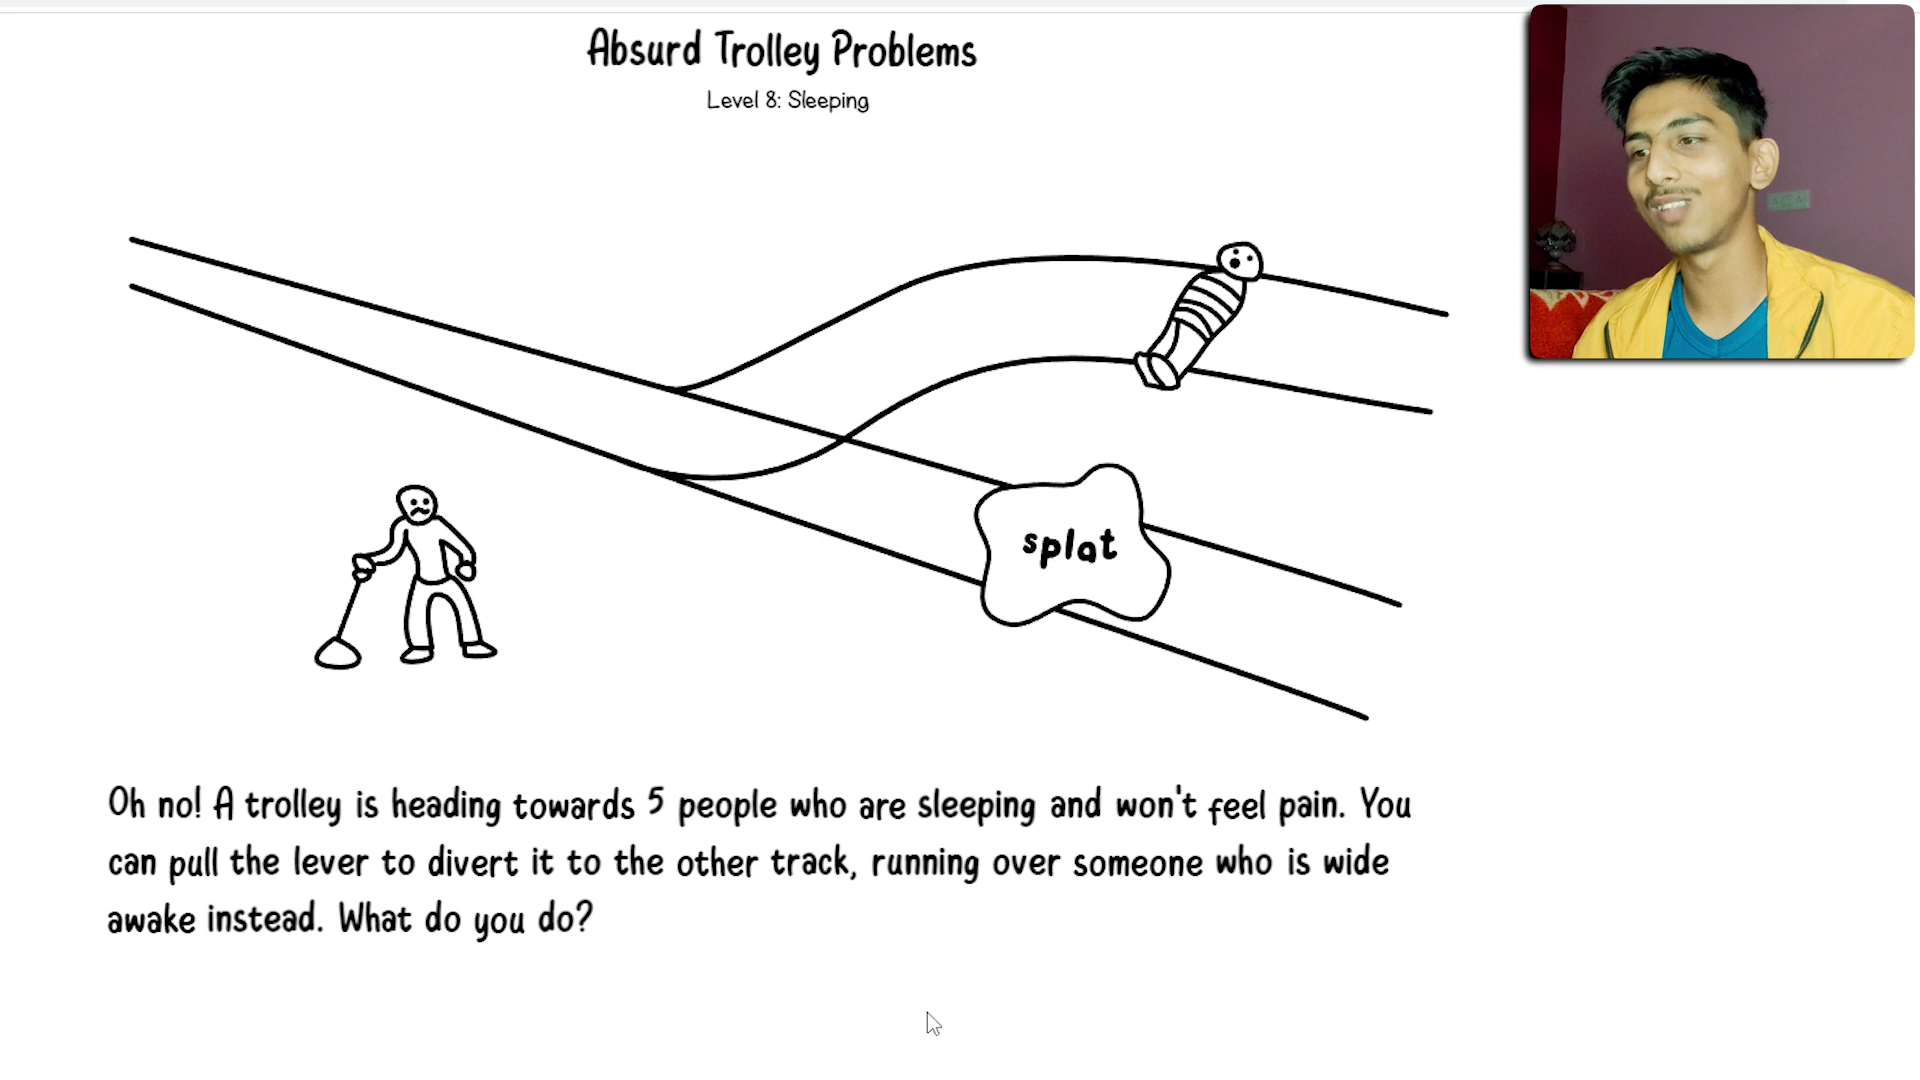 Absurd Trolley Problems
Level 8: Sleeping
splat
Oh no! A trolley is heading towards 5 people who are sleeping and won't feel pain. You
can pull the lever to divert it to the other track, running over someone who is wide
awake instead. What do you do?